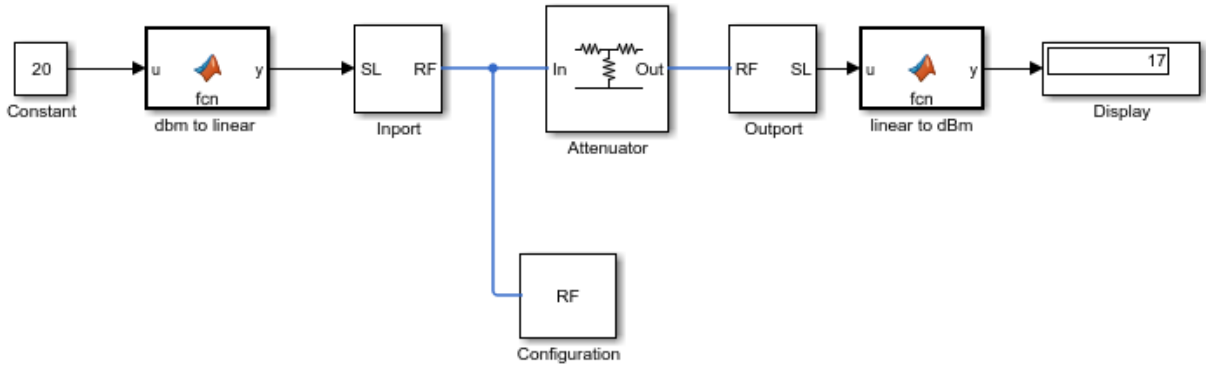 20
Constant
u
y
fcn
dbm to linear
SL
RF
Inport
In
Out
Attenuator
RF
SL
Outport
u
y
fcn
linear to dBm
17
Display
RF
Configuration